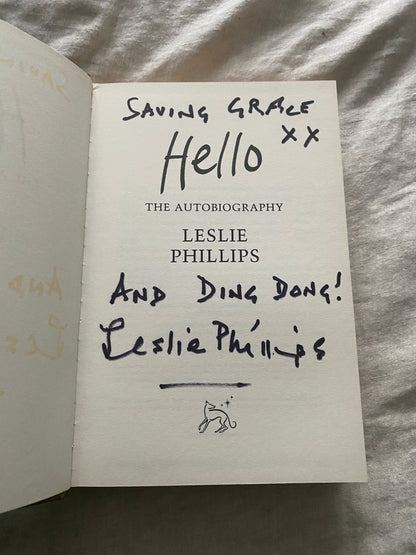 SAVING GRACE
XX
Hello
THE AUTOBIOGRAPHY
LESLIE
PHILLIPS
AND DING DONG!
Leslie Phillips